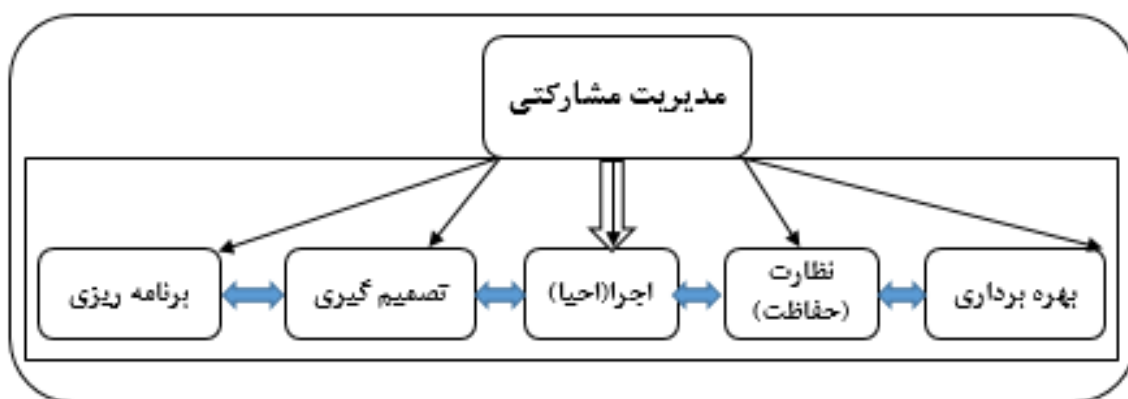 مدیریت مشارکتی
بهره برداری
نظارت
(حفاظت)
اجرا(احیا)
تصمیم گیری
برنامه ریزی